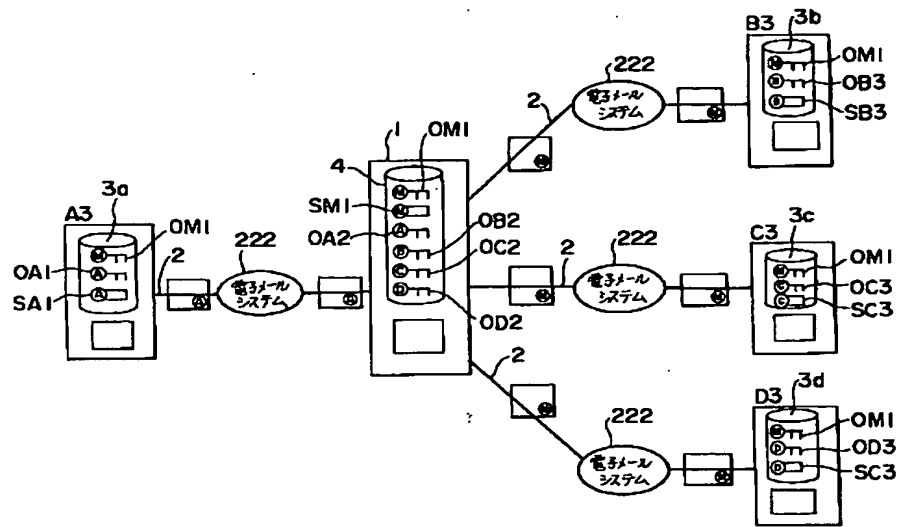 B3
3b
OM1
OB3
SB3
222
電子メール
システム
2
1
OM1
4
SM1
OA2
OB2
OC2
OD2
M
M
A
B
C
D
A3
3a
OM1
OA1
SA1
M
A
A
2
A
222
電子メール
システム
2
222
電子メール
システム
C3
3c
OM1
OC3
SC3
M
C
C
2
222
電子メール
システム
D3
3d
OM1
OD3
SC3
M
D
D